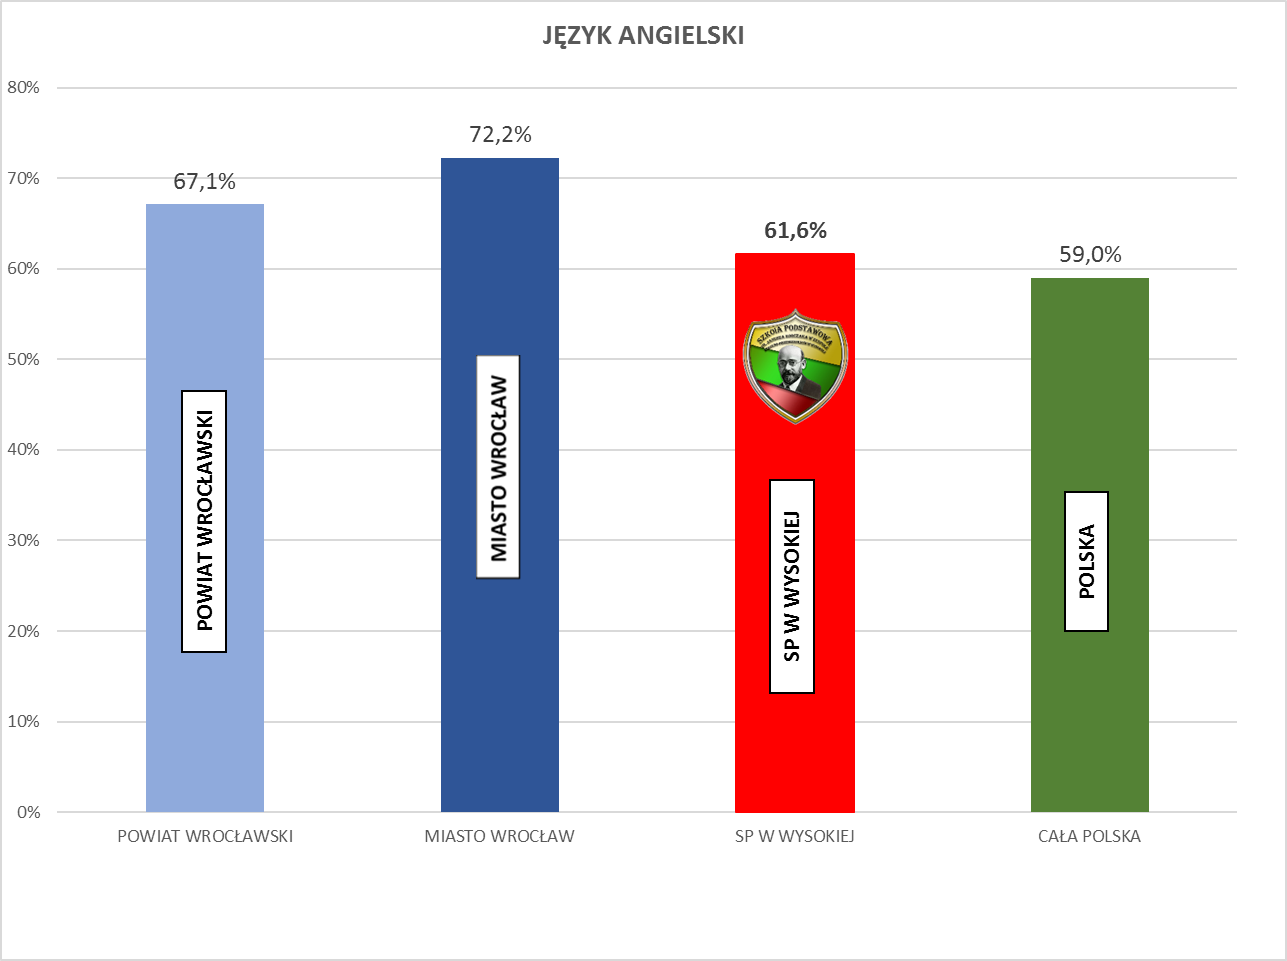 JĘZYK ANGIELSKI
80%
70%
60%
50%
40%
30%
20%
10%
0%
67,1%
72,2%
61,6%
59,0%
POWIAT WROCŁAWSKI
MIASTO WROCŁAW
SZKOŁA PODSTAWOWA
SP W WYSOKIEJ
POLSKA
POWIAT WROCŁAWSKI
MIASTO WROCŁAW
SP W WYSOKIEJ
CAŁA POLSKA